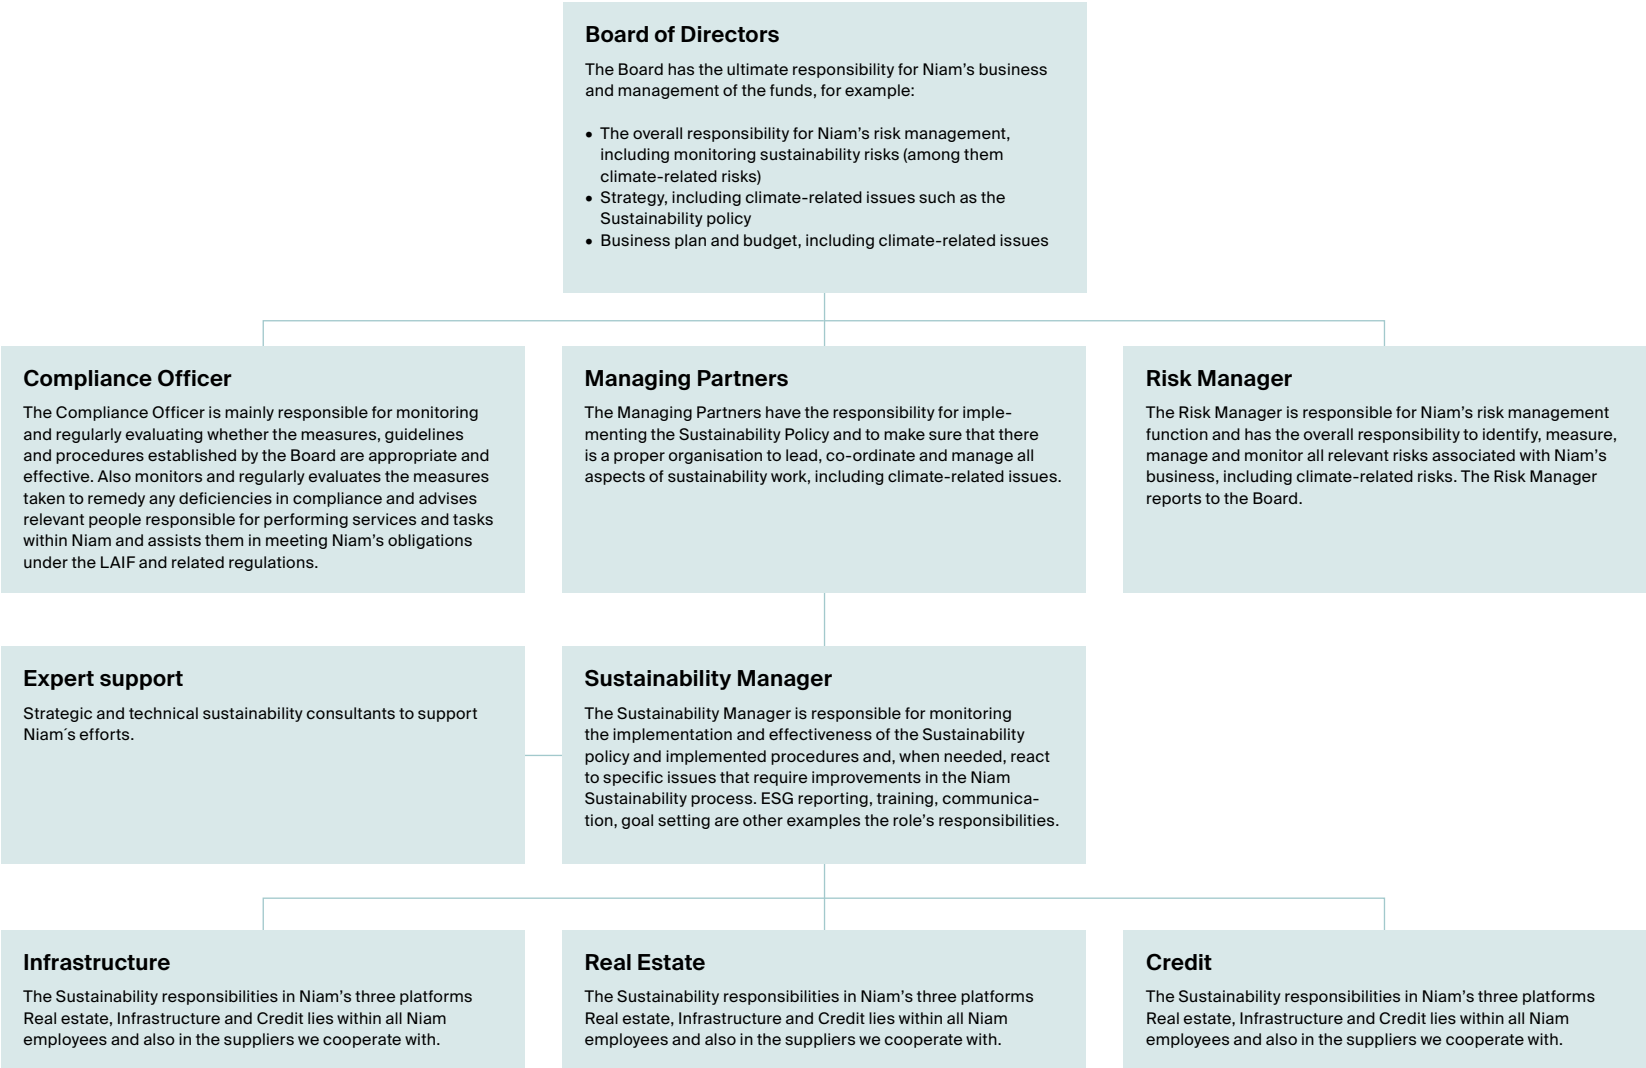 Board of Directors
The Board has the ultimate responsibility for Niam’s business
and management of the funds, for example:
• The overall responsibility for Niam’s risk management,
including monitoring sustainability risks (among them
climate-related risks)
• Strategy, including climate-related issues such as the
Sustainability policy
• Business plan and budget, including climate-related issues
Compliance Officer
The Compliance Officer is mainly responsible for monitoring
and regularly evaluating whether the measures, guidelines
and procedures established by the Board are appropriate and
effective. Also monitors and regularly evaluates the measures
taken to remedy any deficiencies in compliance and advises
relevant people responsible for performing services and tasks
within Niam and assists them in meeting Niam’s obligations
under the LAIF and related regulations.
Managing Partners
The Managing Partners have the responsibility for imple-
menting the Sustainability Policy and to make sure that there
is a proper organisation to lead, co-ordinate and manage all
aspects of sustainability work, including climate-related issues.
Risk Manager
The Risk Manager is responsible for Niam’s risk management
function and has the overall responsibility to identify, measure,
manage and monitor all relevant risks associated with Niam’s
business, including climate-related risks. The Risk Manager
reports to the Board.
Expert support
Strategic and technical sustainability consultants to support
Niam´s efforts.
Sustainability Manager
The Sustainability Manager is responsible for monitoring
the implementation and effectiveness of the Sustainability
policy and implemented procedures and, when needed, react
to specific issues that require improvements in the Niam
Sustainability process. ESG reporting, training, communica-
tion, goal setting are other examples the role’s responsibilities.
Infrastructure
The Sustainability responsibilities in Niam’s three platforms
Real estate, Infrastructure and Credit lies within all Niam
employees and also in the suppliers we cooperate with.
Real Estate
The Sustainability responsibilities in Niam’s three platforms
Real estate, Infrastructure and Credit lies within all Niam
employees and also in the suppliers we cooperate with.
Credit
The Sustainability responsibilities in Niam’s three platforms
Real estate, Infrastructure and Credit lies within all Niam
employees and also in the suppliers we cooperate with.